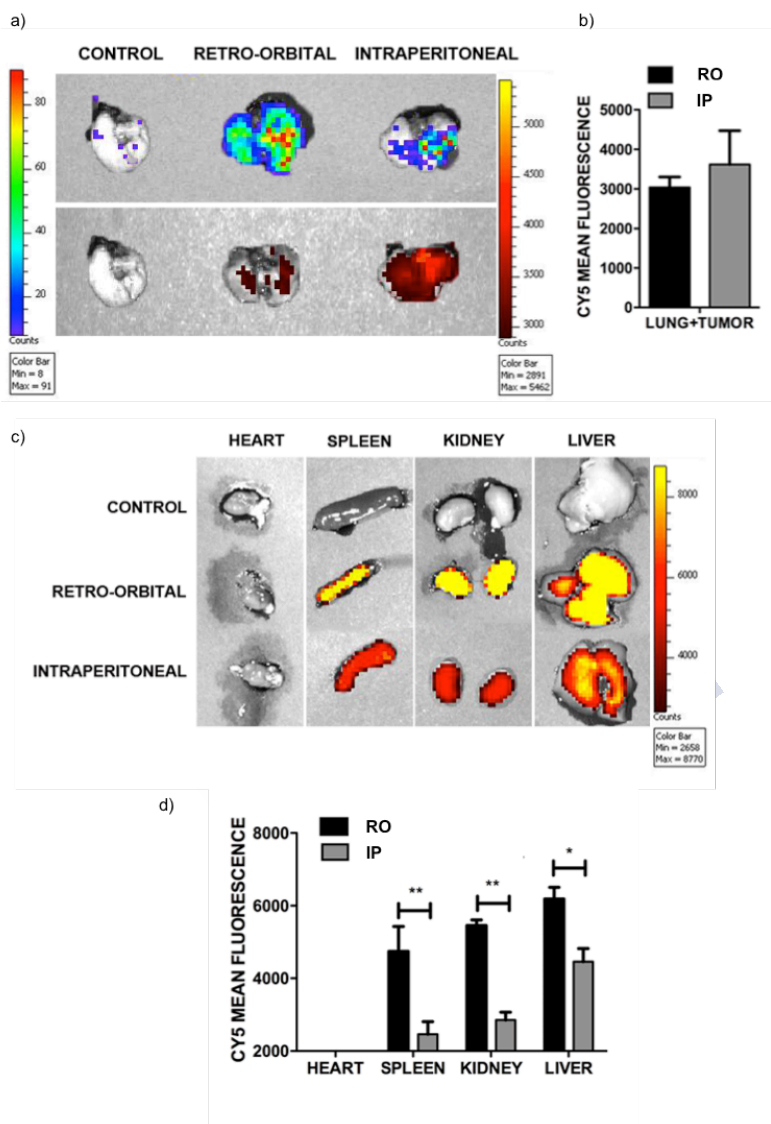 a)
CONTROL RETRO-ORBITAL INTRAPERITONEAL
80
60
40
20
Counts
Color Bar
Min = 8
Max = 91
5000
4500
4000
3500
3000
Counts
Color Bar
Min = 2891
Max = 5462
b)
RO
IP
CY5 MEAN FLUORESCENCE
5000
4000
3000
2000
1000
0
LUNG+TUMOR
c)
HEART SPLEEN KIDNEY LIVER
CONTROL
RETRO-ORBITAL
INTRAPERITONEAL
8000
6000
4000
Counts
Color Bar
Min = 2658
Max = 8770
d)
RO
IP
CY5 MEAN FLUORESCENCE
8000
6000
4000
2000
** ** *
HEART SPLEEN KIDNEY LIVER